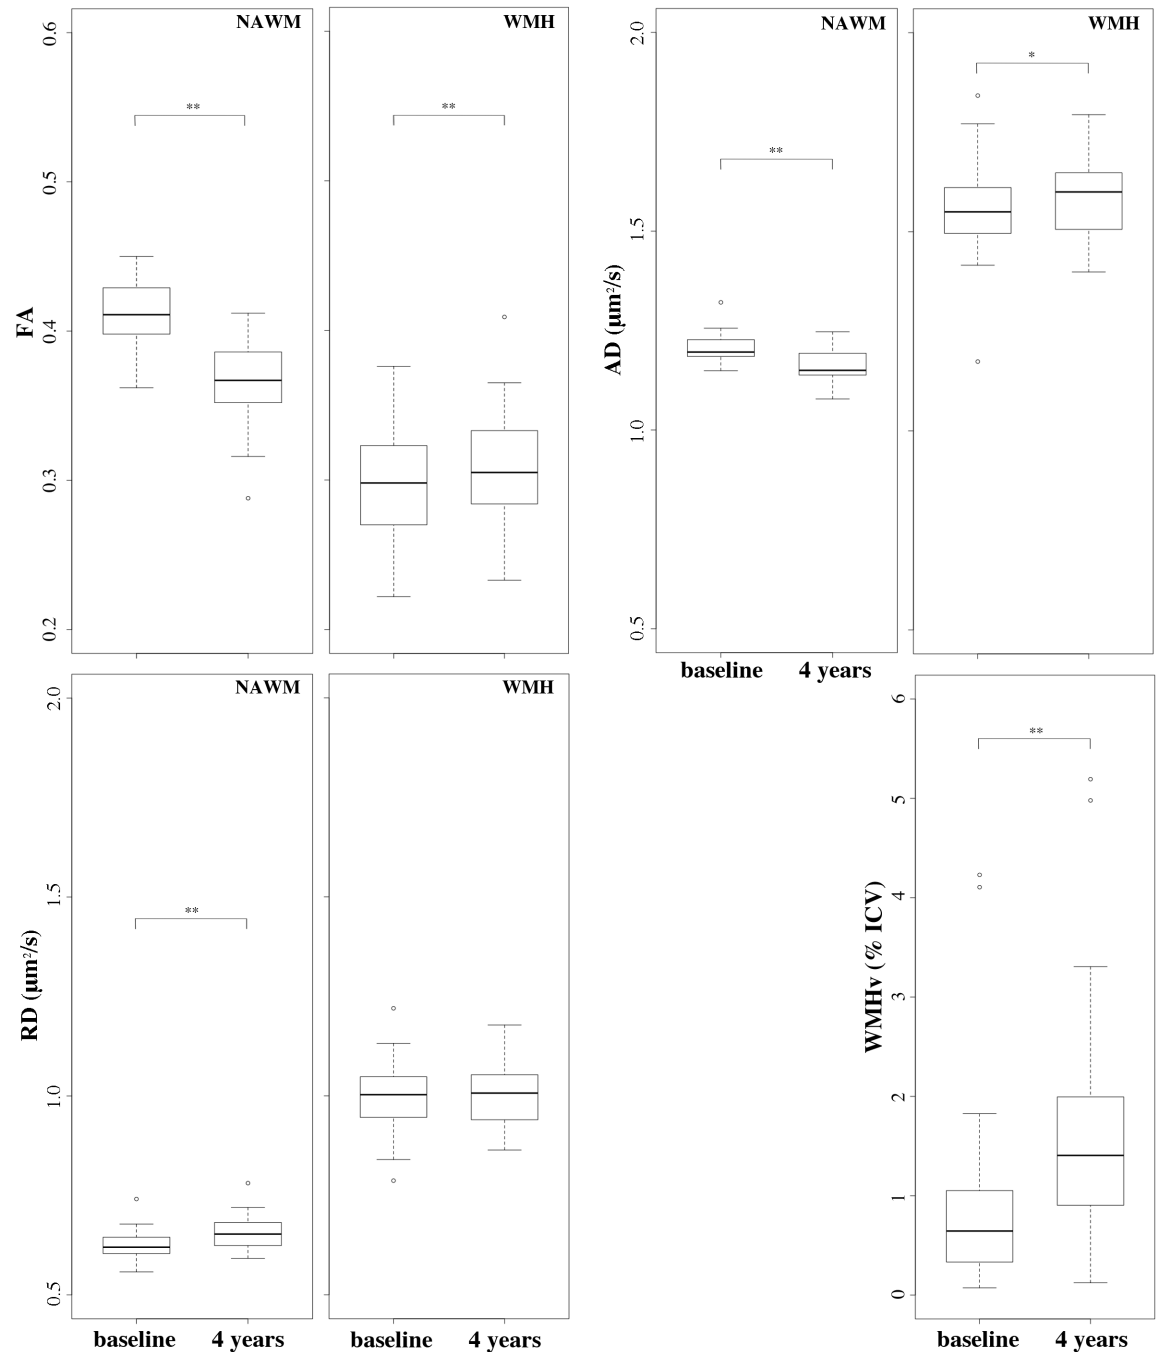 NAWM
WMH
NAWM
WMH
0.6
0.5
0.4
0.3
0.2
FA
**
**
2.0
1.5
1.0
0.5
AD (μm²/s)
**
*
baseline
4 years
NAWM
WMH
2.0
1.5
1.0
0.5
RD (μm²/s)
**
baseline
4 years
baseline
4 years
6
5
4
3
2
1
0
WMHv (% ICV)
**
baseline
4 years